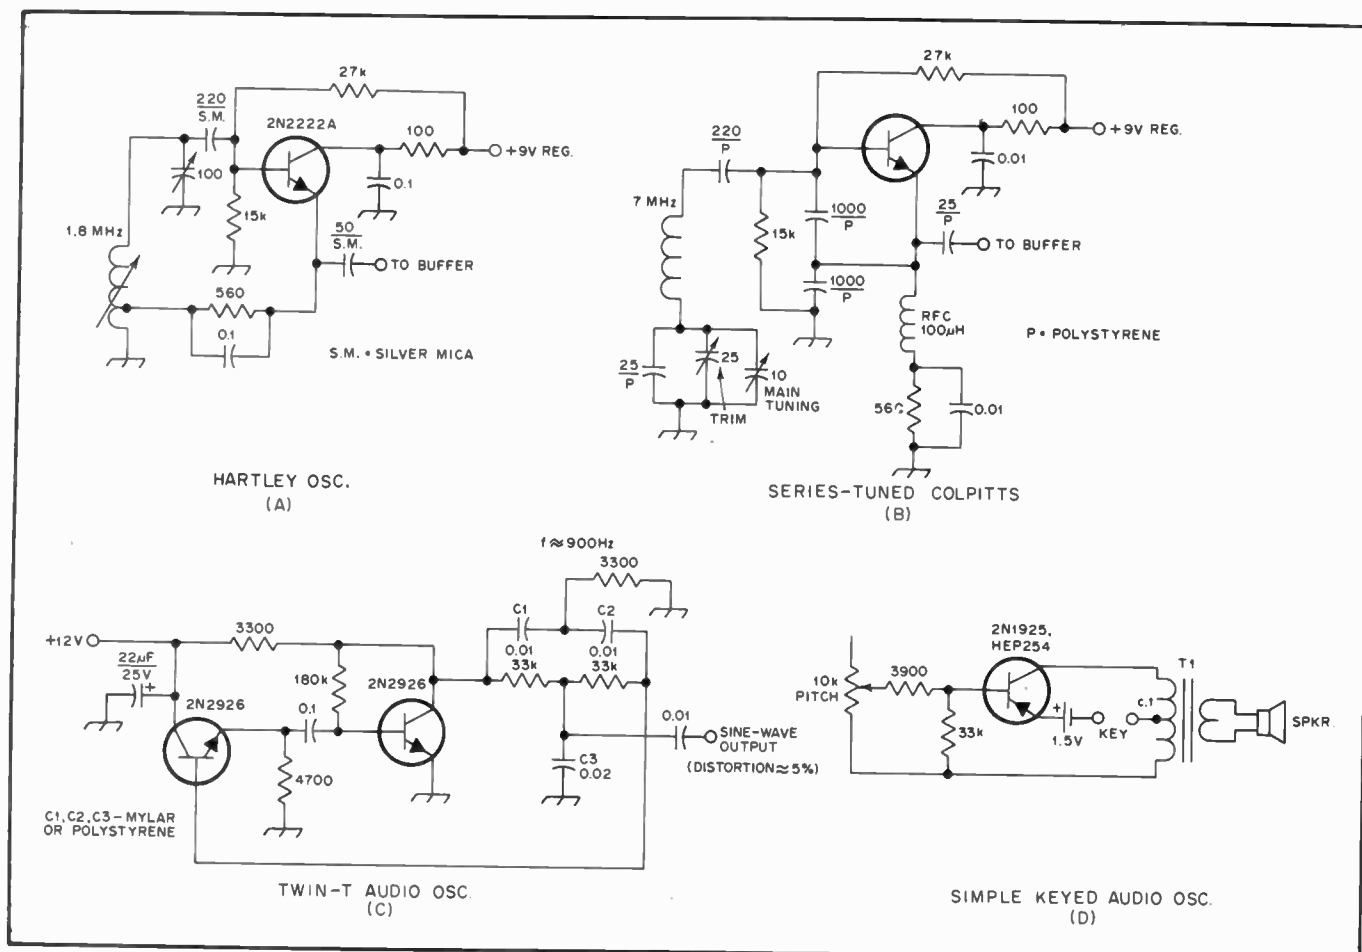 27k
220
S.M.
2N2222A
100
+9V REG.
100
0.1
15k
1.8 MHz
50
S.M.
TO BUFFER
560
0.1
S.M. = SILVER MICA
HARTLEY OSC.
(A)
27k
100
+9V REG.
220
P
0.01
7 MHz
1000
P
15k
25
P
TO BUFFER
1000
P
RFC
100µH
P = POLYSTYRENE
25
P
25
10
MAIN
TUNING
TRIM
560
0.01
SERIES-TUNED COLPITTS
(B)
f≈900Hz
3300
C1
C2
+12V
3300
0.01
0.01
33k
33k
22µF
25V
+
180k
2N2926
2N2926
0.1
0.01
SINE-WAVE
OUTPUT
(DISTORTION≈5%)
4700
C3
0.02
C1,C2,C3-MYLAR
OR POLYSTYRENE
TWIN-T AUDIO OSC.
(C)
2N1925,
HEP254
T1
10k
PITCH
3900
c.t.
+
KEY
SPKR.
33k
1.5V
SIMPLE KEYED AUDIO OSC.
(D)